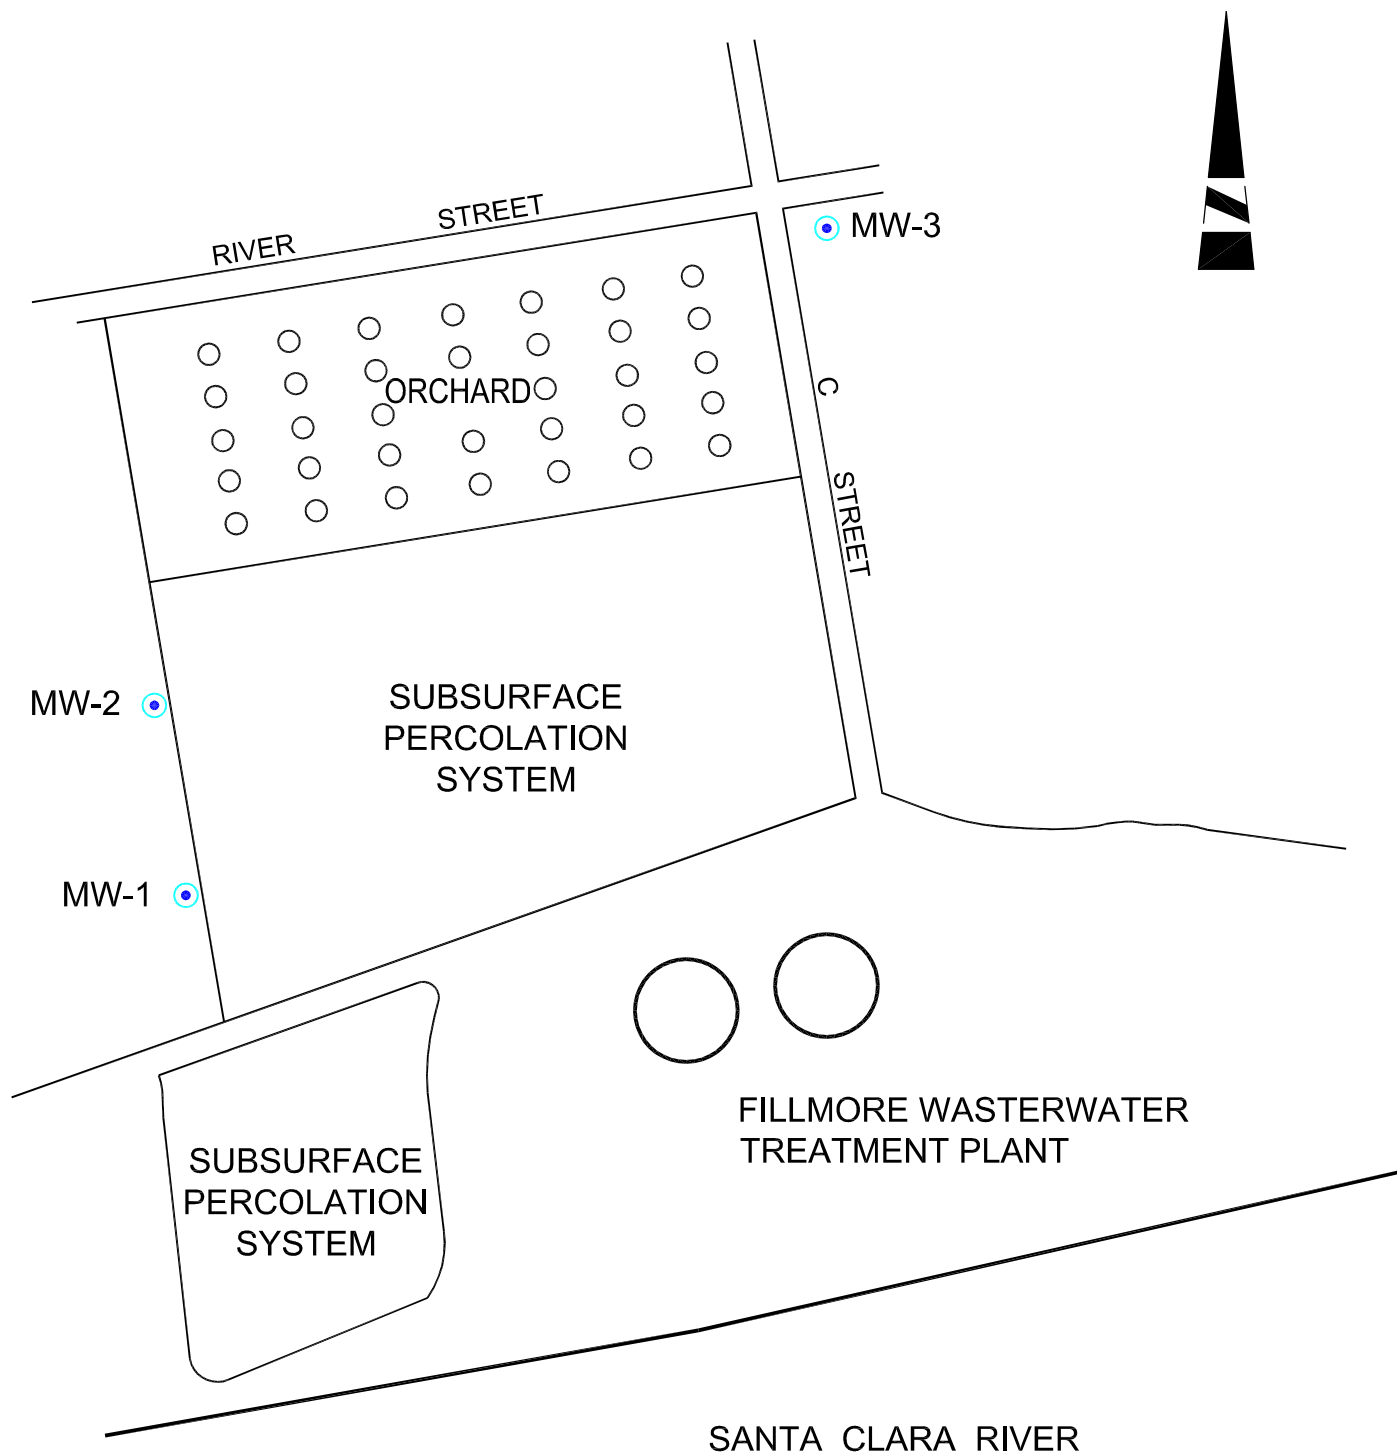 RIVER STREET
MW-3
ORCHARD
C STREET
MW-2
SUBSURFACE
PERCOLATION
SYSTEM
MW-1
FILLMORE WASTERWATER
TREATMENT PLANT
SUBSURFACE
PERCOLATION
SYSTEM
SANTA CLARA RIVER
N